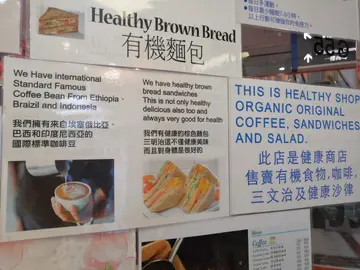 Healthy Brown Bread
有機麵包
We Have international
Standard Famous
Coffee Bean From Ethiopia、
Braizil and Indonesia
我們擁有來自埃塞俄比亞、
巴西和印度尼西亞的
國際標準咖啡豆
We have healthy brown
bread sandwiches
This is not only healthy
delicious also too and
always very good for health
我們有健康的棕色麵包
三明治這不僅健康美味
而且對身體是很好的
THIS IS HEALTHY SHOP
ORGANIC ORIGINAL
COFFEE, SANDWICHES
AND SALAD.
此店是健康商店
售賣有機食物,咖啡,
三文治及健康沙律
Coffee